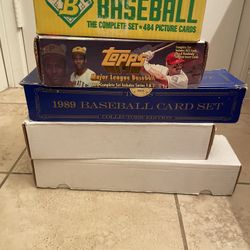 B
BASEBALL
THE COMPLETE SET • 484 PICTURE CARDS
TOPPS
Major League Baseball
1989 BASEBALL CARD SET
COLLECTORS EDITION